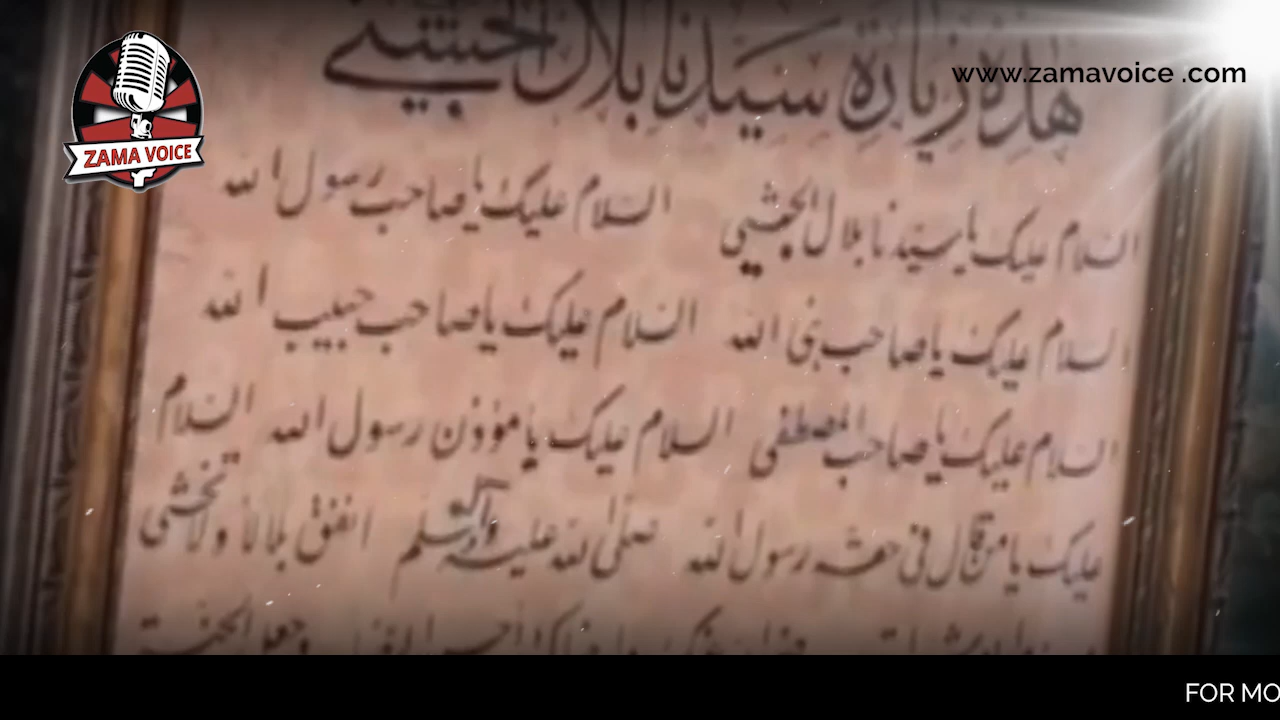 هذه زيارة سيدنا بلال الحبشي
www.zamavoice .com
ZAMA VOICE
السلام عليك يا سيدنا بلال الحبشي السلام عليك يا صاحب رسول الله
السلام عليك يا صاحب نبي الله السلام عليك يا صاحب حبيب الله
السلام عليك يا صاحب المصطفى السلام عليك يا مؤذن رسول الله السلام
عليك يا من قال في حقه رسول الله صلى الله عليه وآله وسلم انفق بلالا ولا تخشى
FOR MO